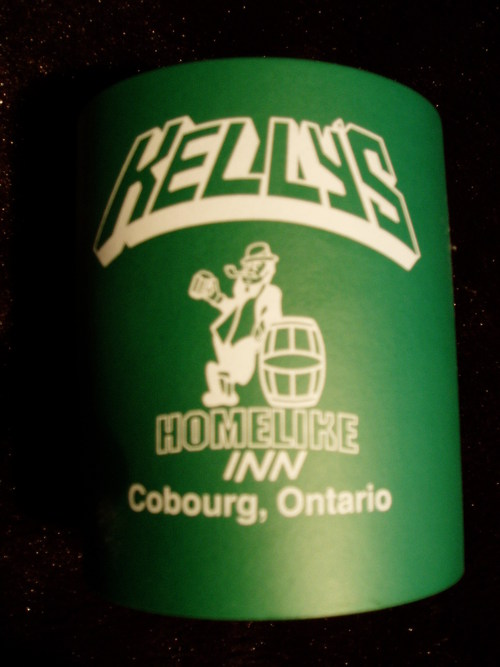 KELLY'S
HOMELIKE
INN
Cobourg, Ontario